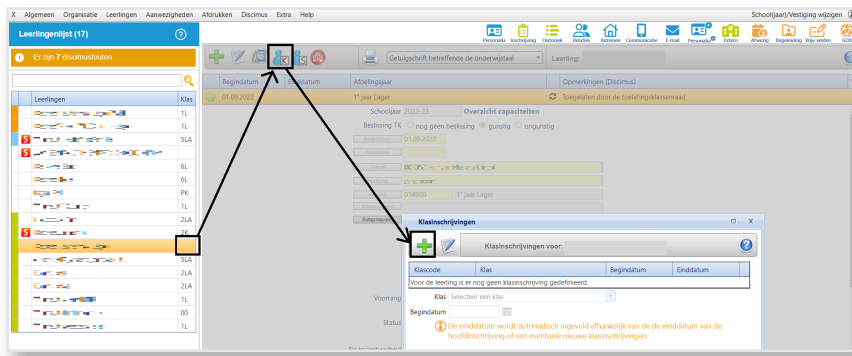 X Algemeen Organisatie Leerlingen Aanwezigheden Afdrukken Discimus Extra Help School(jaar)/Vestiging wijzigen
Leerlingenlijst (17)
Personalia Inschrijving Historiek Relaties Adressen Communicatie E-mail Personalia Extern Afwezig Begeleiding Vrije velden GOK
Er zijn 7 discimusfouten
Getuigschrift betreffende de onderwijstaal Leerling:
Begindatum Einddatum Afdelingsjaar Opmerkingen (Discimus)
01.09.2022 1° jaar Lager Toegelaten door de toelatingsklassenraad
Leerlingen Klas
1L
1L
S 5LA
S
6L
6L
PK
1L
2LA
S 2K
5LA
2LA
2LA
1L
00
1L
Schooljaar 2022-23 Overzicht capaciteiten
Beslissing TK nog geen beslissing gunstig ongunstig
01.09.2022
014900 1° jaar Lager
Voorrang
Status
Financierbaarheid
Klasinschrijvingen X
Klasinschrijvingen voor:
Klascode Klas Begindatum Einddatum
Voor de leerling is er nog geen klasinschrijving gedefinieerd.
Klas Selecteer een klas
Begindatum
De einddatum wordt automatisch ingevuld afhankelijk van de de einddatum van de
hoofdinschrijving of van eventuele nieuwe klasinschrijvingen.